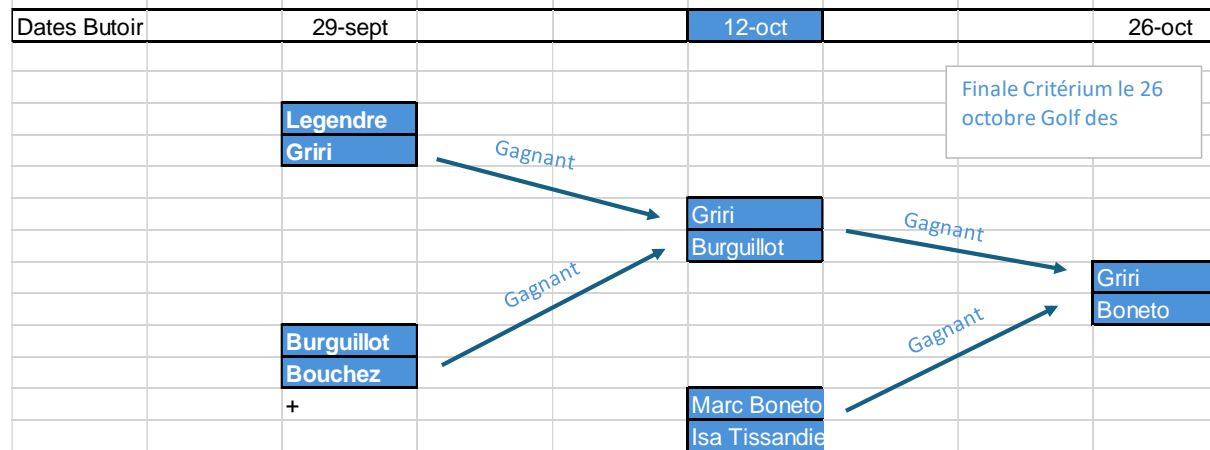 Dates Butoir 29-sept 12-oct 26-oct
Finale Critérium le 26
octobre Golf des
Legendre
Griri
Gagnant
Griri
Burguillot
Gagnant
Gagnant
Griri
Boneto
Burguillot
Bouchez
Gagnant
+
Marc Boneto
Isa Tissandie